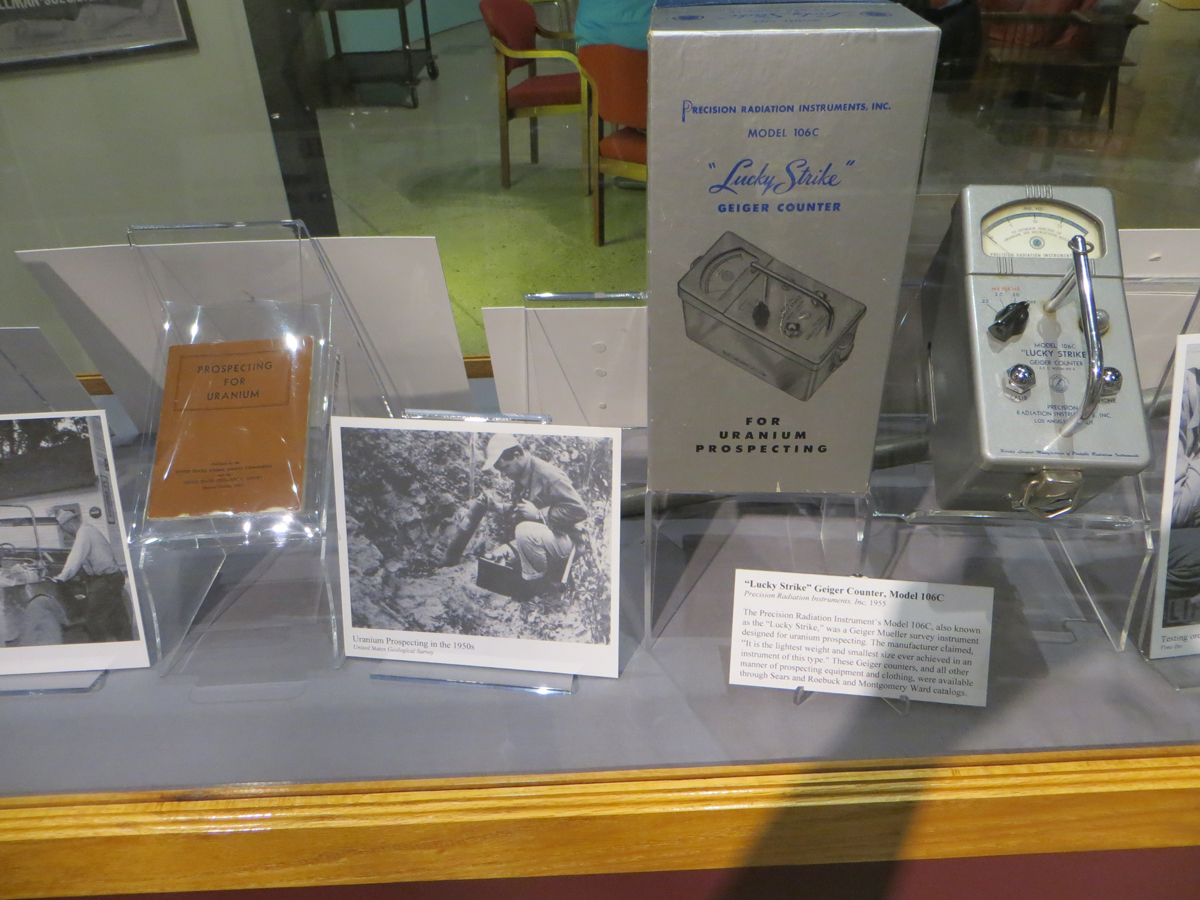 PROSPECTING
FOR
URANIUM
Uranium Prospecting in the 1950s
United States Geological Survey
Lucky Strike
PRECISION RADIATION INSTRUMENTS, INC.
MODEL 106C
"Lucky Strike"
GEIGER COUNTER
FOR
URANIUM
PROSPECTING
PRECISION RADIATION INSTRUMENTS
MODEL 106C
"LUCKY STRIKE
GEIGER COUNTER
PRECISION
RADIATION INC.
LOS
"Lucky Strike" Geiger Counter, Model 106C
Precision Radiation Instruments, Inc. 1955
The Precision Radiation Instrument's Model 106C, also known
as the "Lucky Strike," was a Geiger Mueller survey instrument
designed for uranium prospecting. The manufacturer claimed,
"It is the lightest weight and smallest size ever achieved in an
instrument of this type." These Geiger counters, and all other
manner of prospecting equipment and clothing, were available
through Sears and Roebuck and Montgomery Ward catalogs.
Testing